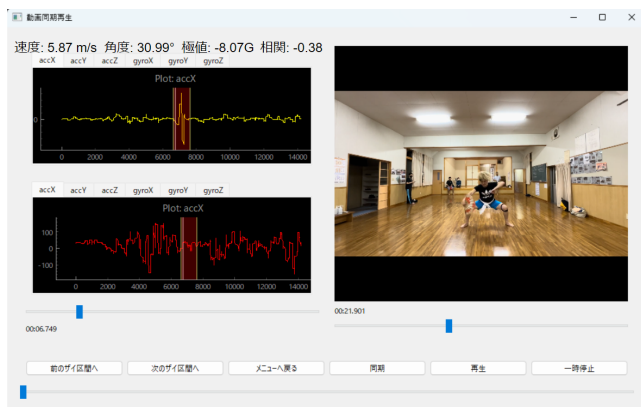 動画同期再生
速度: 5.87 m/s 角度: 30.99° 極値: -8.07G 相関: -0.38
accX accY accZ gyroX gyroY gyroZ
Plot: accX
0
0 2000 4000 6000 8000 10000 12000 14000
accX accY accZ gyroX gyroY gyroZ
Plot: accX
100
0
-100
0 2000 4000 6000 8000 10000 12000 14000
00:06.749
00:21.901
前のザイ区間へ 次のザイ区間へ メニューへ戻る 同期 再生 一時停止